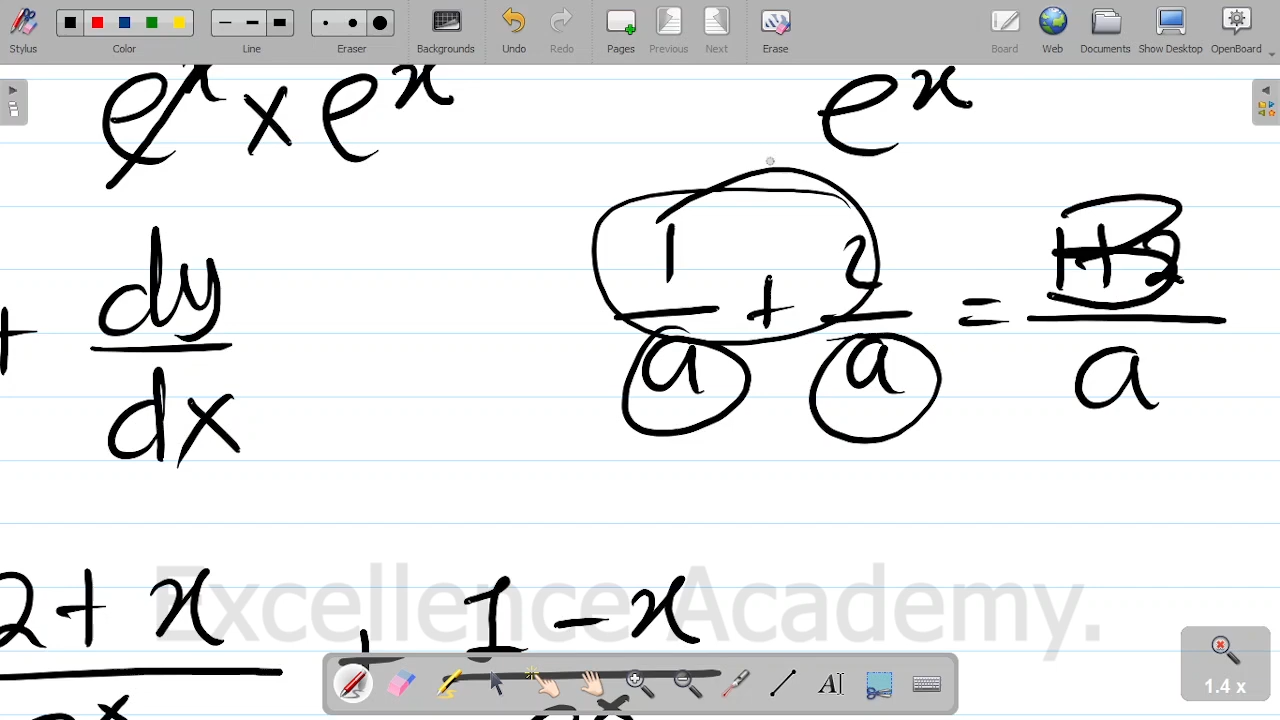 Stylus Color Line Eraser Backgrounds Undo Redo Pages Previous Next Erase Board Web Documents Show Desktop OpenBoard
e^x × e^x e^x
+ dy/dx 1/a + 2/a = 1+2/a
2 + x + 1 - x
e^x
Excellence Academy.
1.4 x